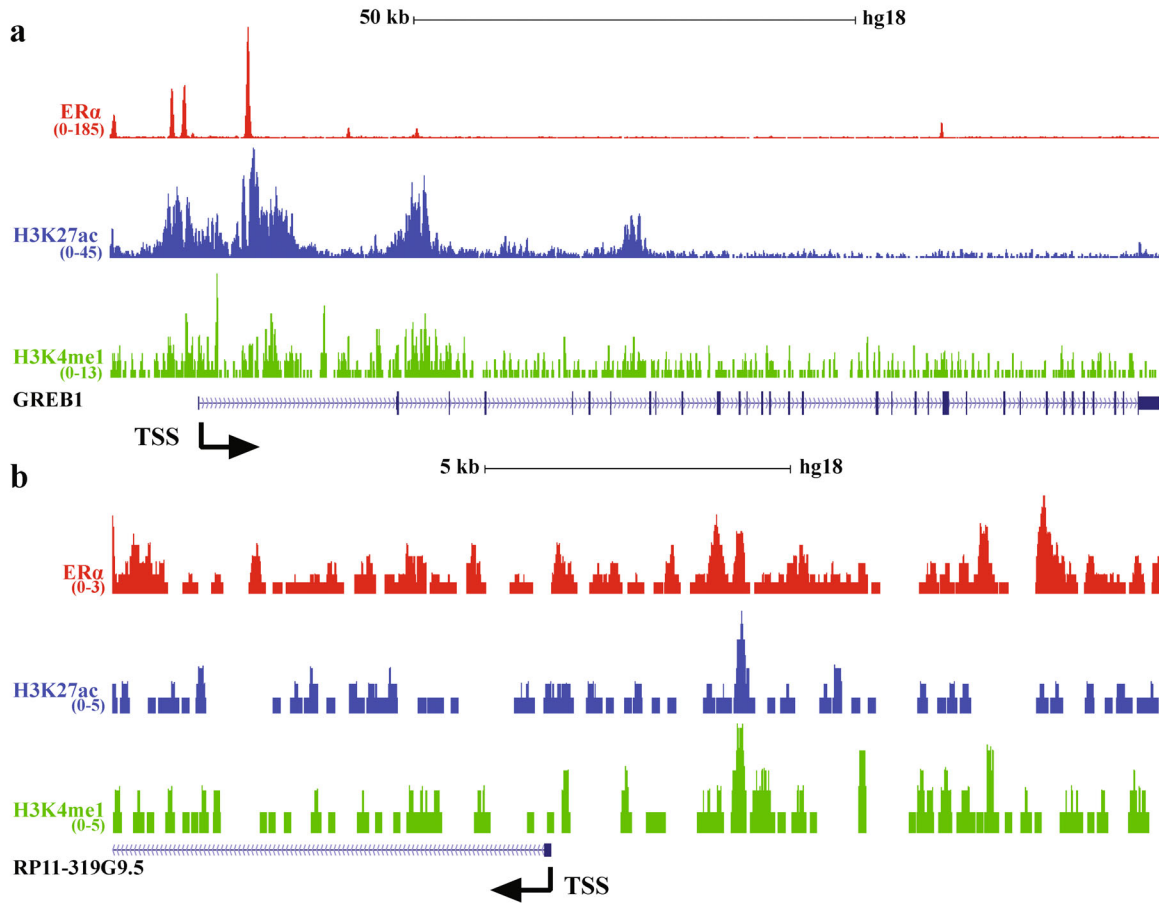 a
50 kb hg18
ERα
(0-185)
H3K27ac
(0-45)
H3K4me1
(0-13)
GREB1
TSS
b
5 kb hg18
ERα
(0-3)
H3K27ac
(0-5)
H3K4me1
(0-5)
RP11-319G9.5
TSS